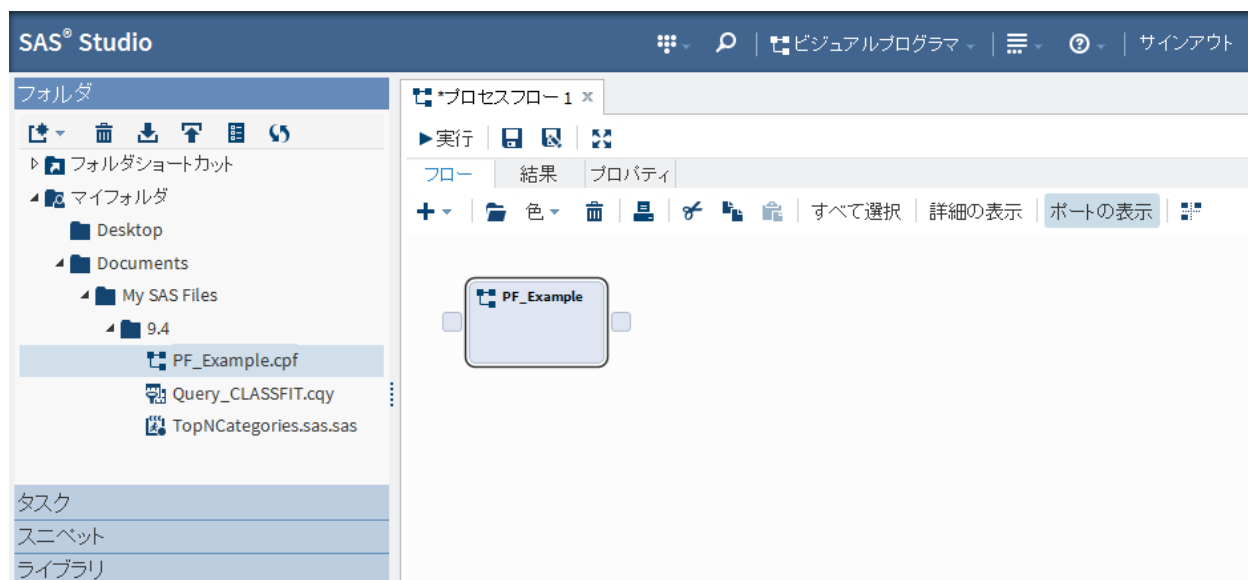 SAS® Studio
ビジュアルプログラマ
サインアウト
フォルダ
フォルダショートカット
マイフォルダ
Desktop
Documents
My SAS Files
9.4
PF_Example.cpf
Query_CLASSFIT.cqy
TopNCategories.sas.sas
タスク
スニペット
ライブラリ
*プロセスフロー 1
実行
フロー 結果 プロパティ
色 すべて選択 詳細の表示 ポートの表示
PF_Example